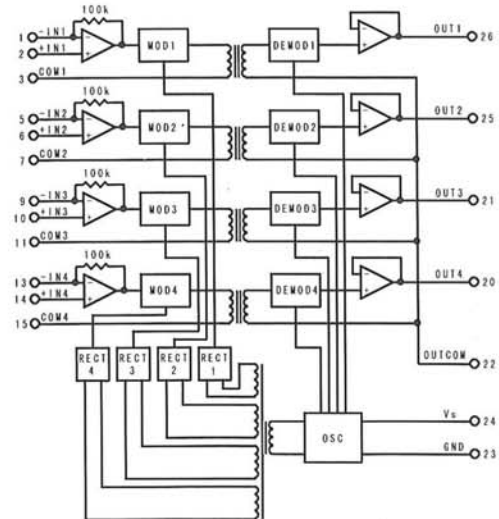 100k
1 -IN1
2 +IN1
3 COM1
MOD1
DEMOD1
OUT1 26
100k
5 -IN2
6 +IN2
7 COM2
MOD2
DEMOD2
OUT2 25
100k
9 -IN3
10 +IN3
11 COM3
MOD3
DEMOD3
OUT3 21
100k
13 -IN4
14 +IN4
15 COM4
MOD4
DEMOD4
OUT4 20
RECT 4
RECT 3
RECT 2
RECT 1
OUTCOM 22
OSC
Vs 24
GND 23